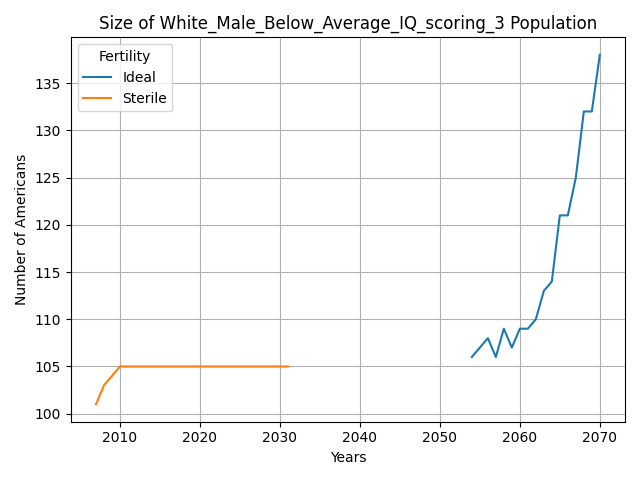 Size of White_Male_Below_Average_IQ_scoring_3 Population
Fertility
Ideal
Sterile
Number of Americans
135
130
125
120
115
110
105
100
2010 2020 2030 2040 2050 2060 2070
Years